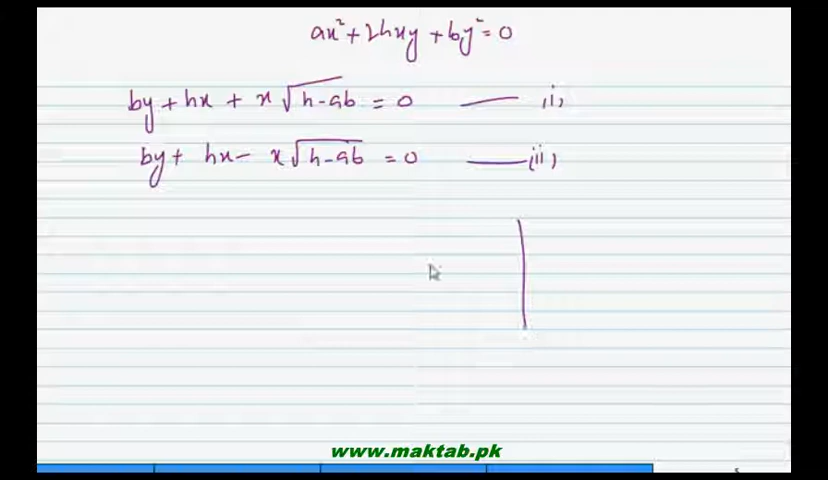 ax² + 2hxy + by² = 0
by + hx + x√h-ab = 0 —— (i)
by + hx - x√h-ab = 0 —— (ii)
www.maktab.pk